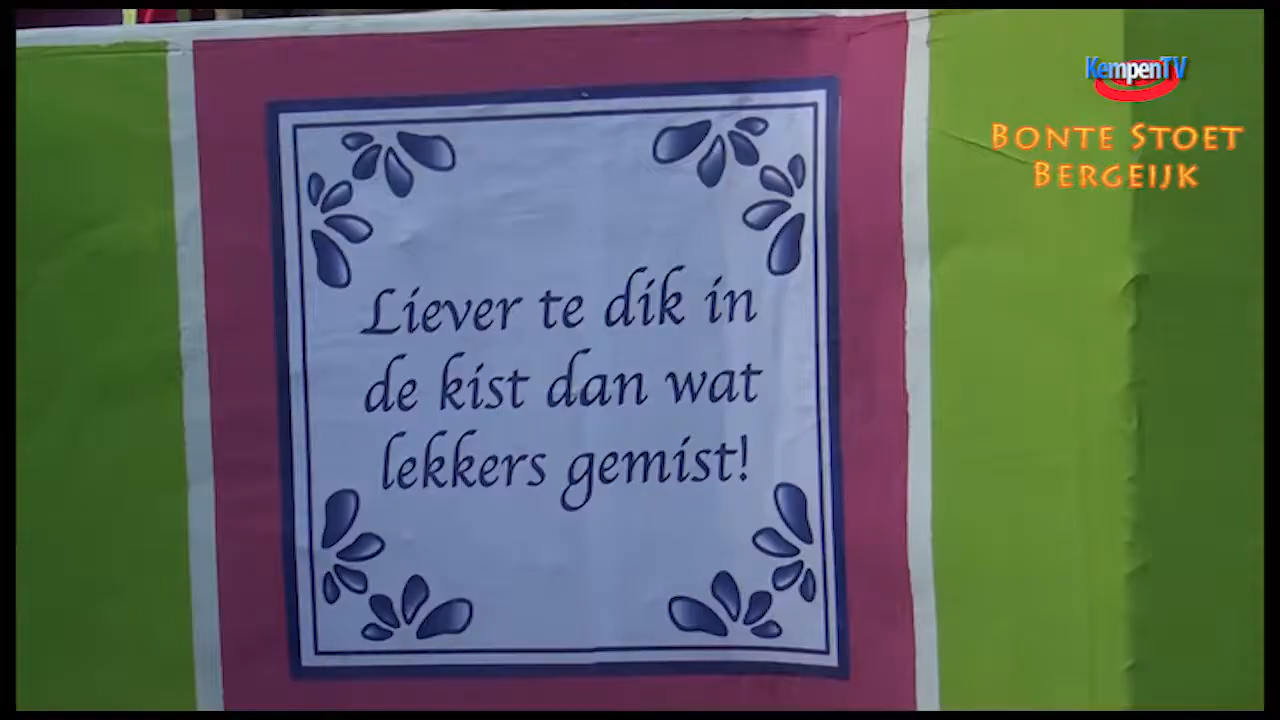 KempenTV
BONTE STOET
BERGEIJK
Liever te dik in
de kist dan wat
lekkers gemist!